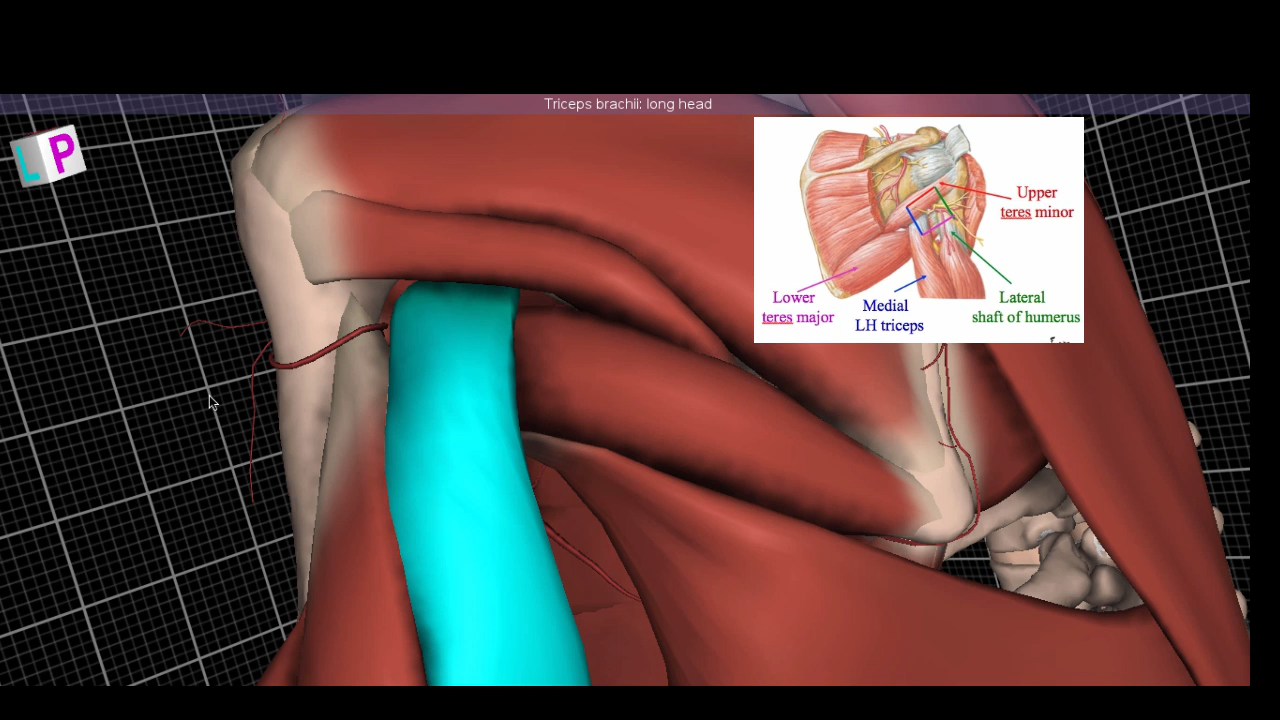 Triceps brachii: long head
L P
Upper
teres minor
Lower
teres major
Medial
LH triceps
Lateral
shaft of humerus